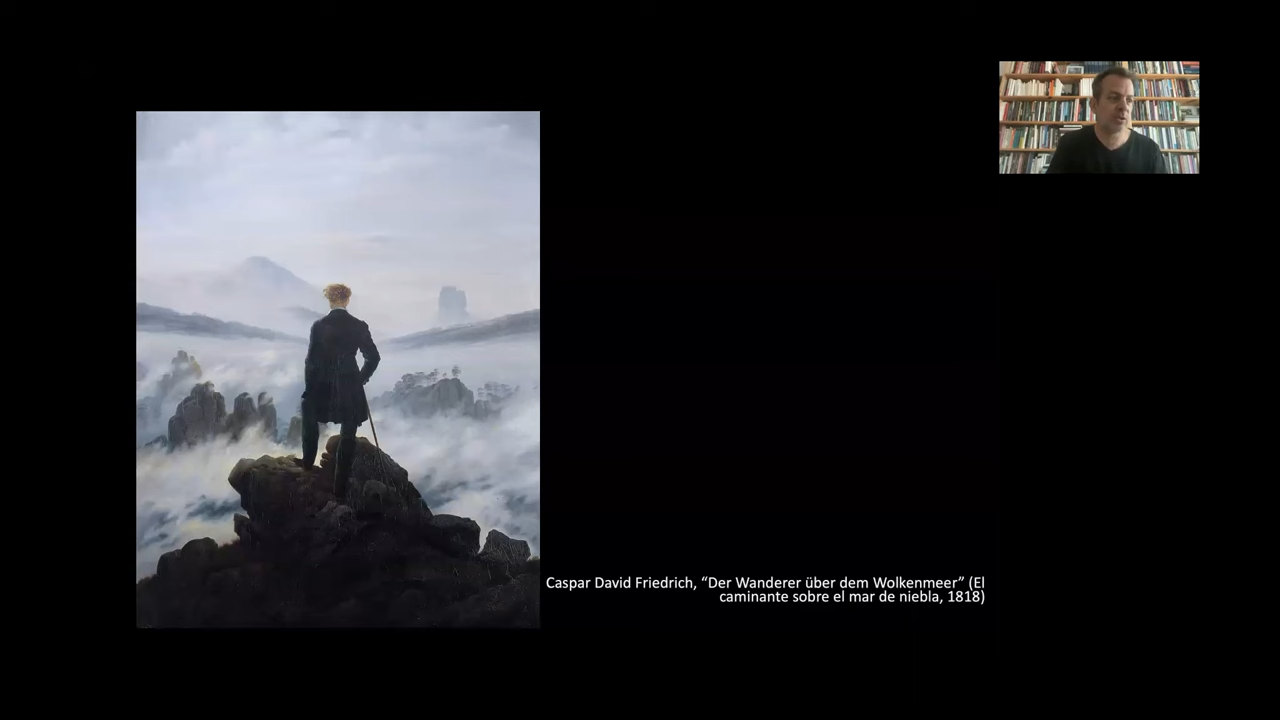 Caspar David Friedrich, “Der Wanderer über dem Wolkenmeer” (El
caminante sobre el mar de niebla, 1818)